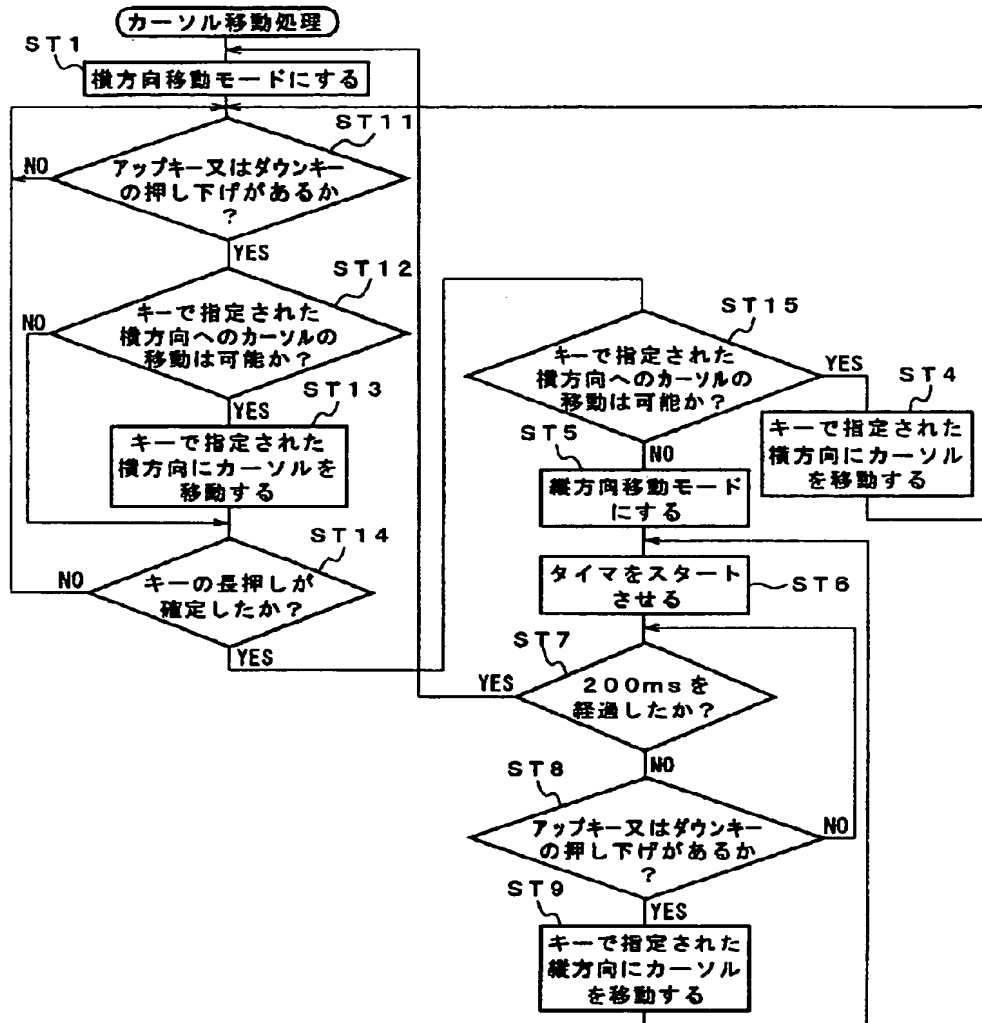 カーソル移動処理
ST1
横方向移動モードにする
ST11
アップキー又はダウンキー
の押し下げがあるか
?
NO
YES
ST12
キーで指定された
横方向へのカーソルの
移動は可能か?
NO
YES
ST13
キーで指定された
横方向にカーソルを
移動する
ST14
キーの長押しが
確定したか?
NO
YES
ST15
キーで指定された
横方向へのカーソルの
移動は可能か?
YES
NO
ST4
キーで指定された
横方向にカーソル
を移動する
ST5
縦方向移動モード
にする
タイマをスタート
させる
ST6
ST7
200msを
経過したか?
YES
NO
ST8
アップキー又はダウンキー
の押し下げがあるか
?
NO
YES
ST9
キーで指定された
縦方向にカーソル
を移動する